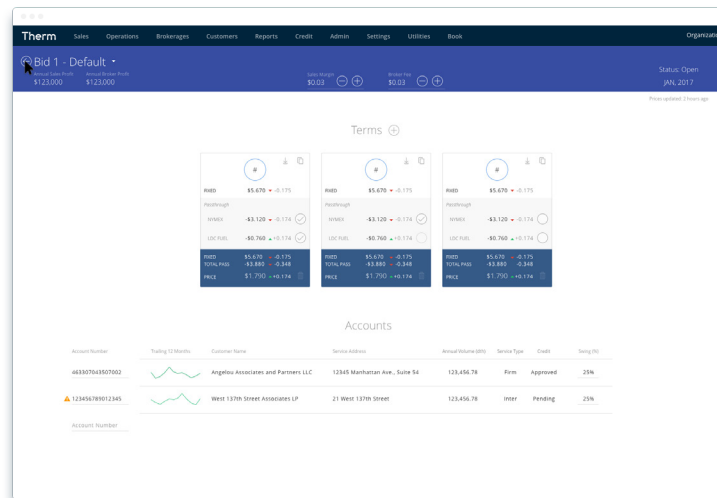 Therm Sales Operations Brokerages Customers Reports Credit Admin Settings Utilities Book Organizatio
Bid 1 - Default
Annual Sales Profit Annual Broker Profit Sales Margin Broker Fee
$123,000 $123,000 $0.03 $0.03
Status: Open
JAN, 2017
Prices updated: 2 hours ago
Terms
# # #
FIXED $5.670 -0.175 FIXED $5.670 -0.175 FIXED $5.670 -0.175
Passthrough Passthrough Passthrough
NYMEX -$3.120 -0.174 NYMEX -$3.120 -0.174 NYMEX -$3.120 -0.174
LDC FUEL -$0.760 +0.174 LDC FUEL -$0.760 +0.174 LDC FUEL -$0.760 +0.174
FIXED $5.670 -0.175 FIXED $5.670 -0.175 FIXED $5.670 -0.175
TOTAL PASS -$3.880 -0.348 TOTAL PASS -$3.880 -0.348 TOTAL PASS -$3.880 -0.348
PRICE $1.790 +0.174 PRICE $1.790 +0.174 PRICE $1.790 +0.174
Accounts
Account Number Trailing 12 Months Customer Name Service Address Annual Volume (dth) Service Type Credit Swing (%)
463307043507002 Angelou Associates and Partners LLC 12345 Manhattan Ave., Suite 54 123,456.78 Firm Approved 25%
123456789012345 West 137th Street Associates LP 21 West 137th Street 123,456.78 Inter Pending 25%
Account Number